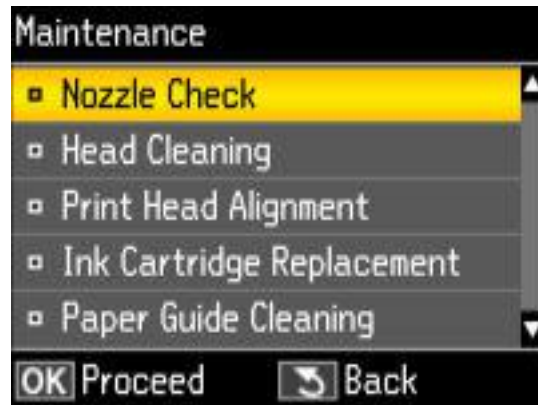 Maintenance
Nozzle Check
Head Cleaning
Print Head Alignment
Ink Cartridge Replacement
Paper Guide Cleaning
OK Proceed Back